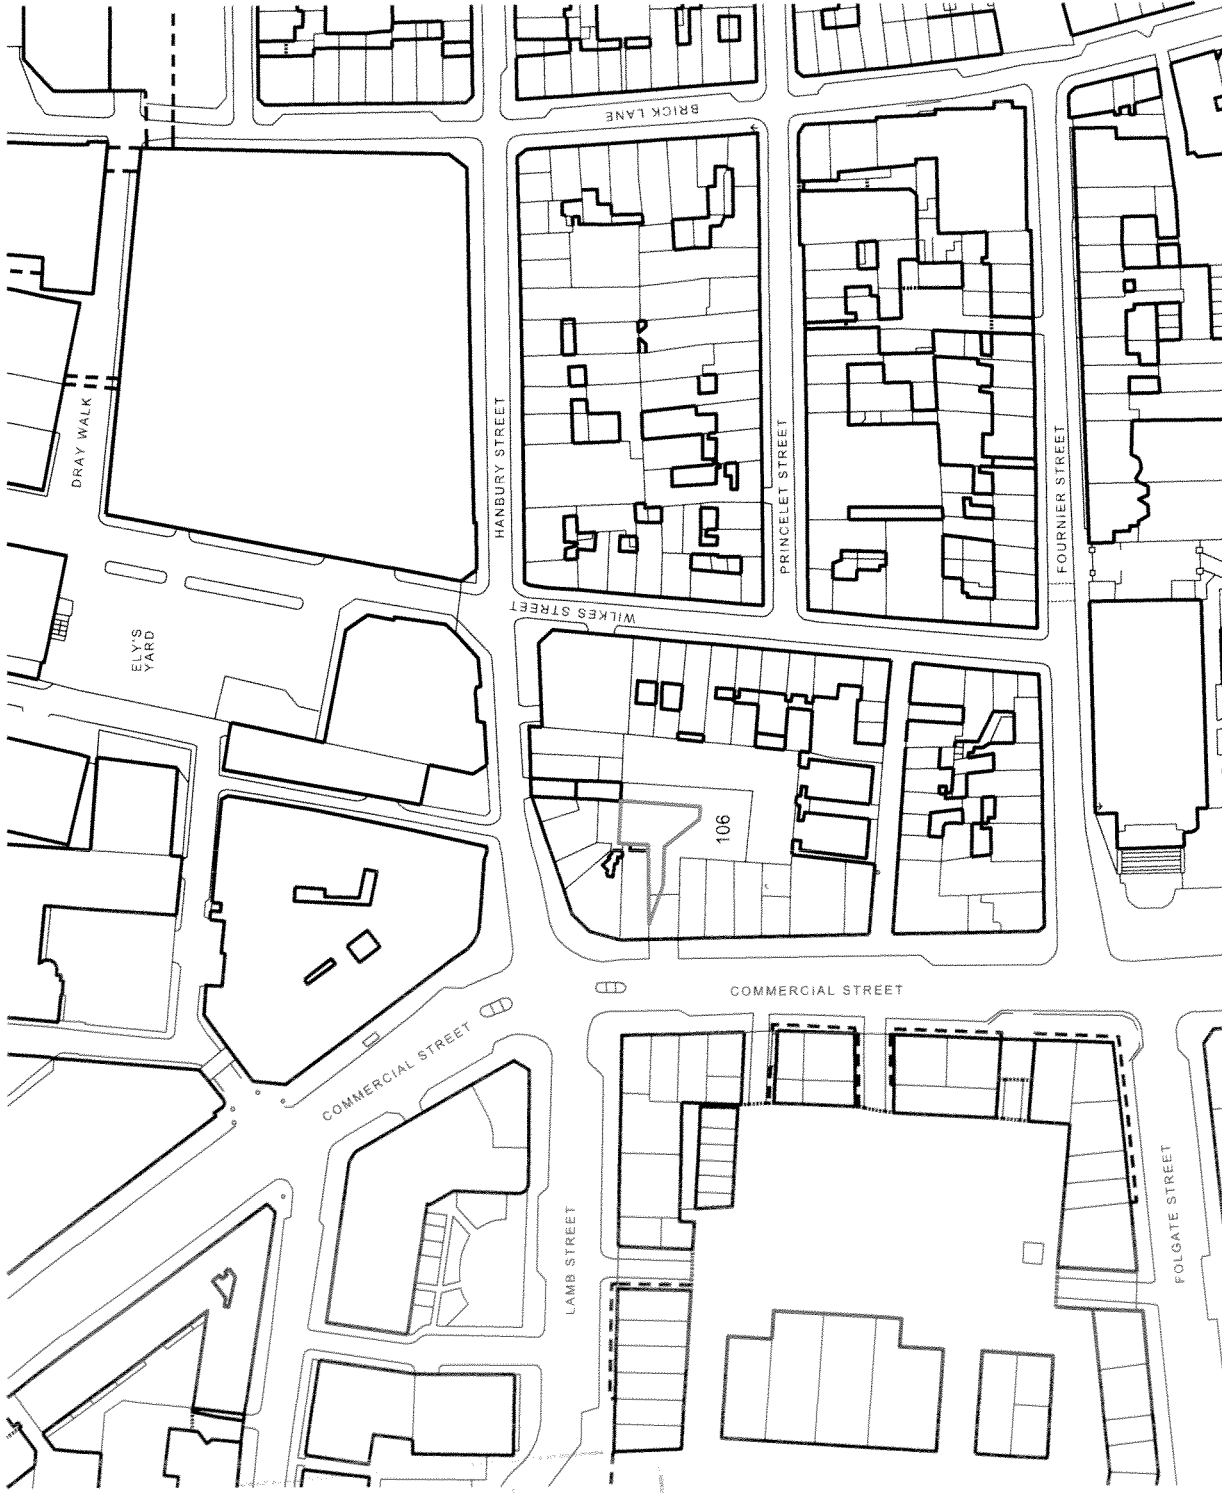 BRICK LANE
DRAY WALK
HANBURY STREET
PRINCELET STREET
FOURNIER STREET
WILKES STREET
ELY'S
YARD
106
COMMERCIAL STREET
COMMERCIAL STREET
LAMB STREET
FOLGATE STREET